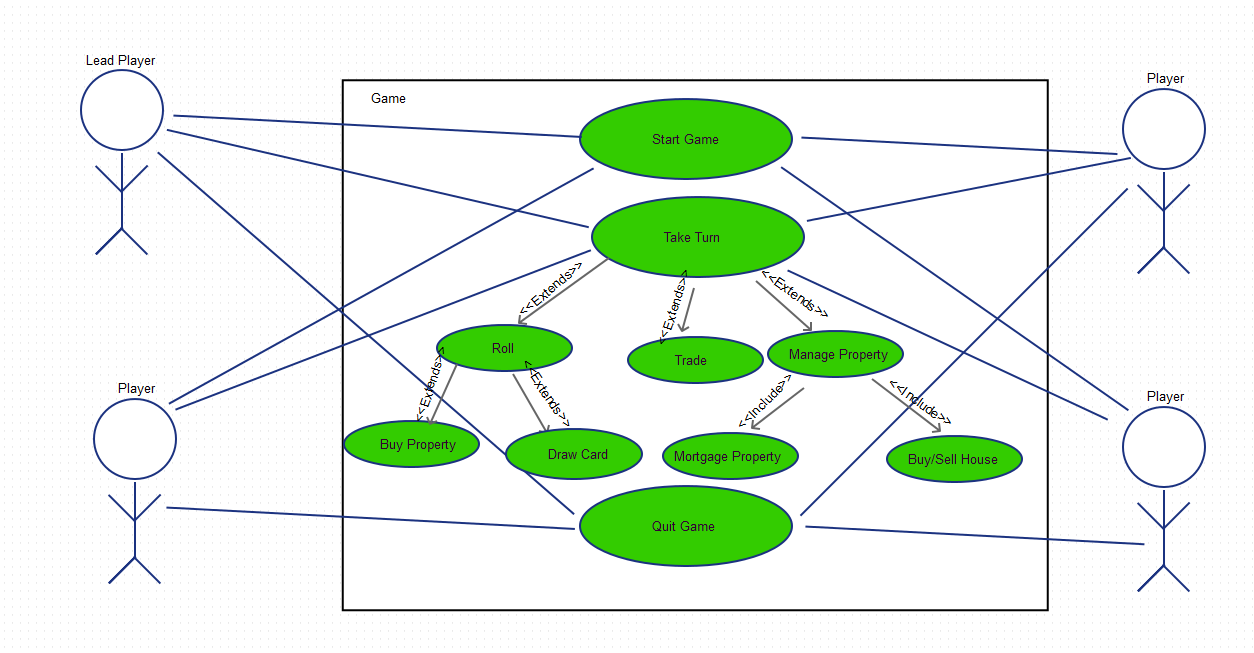 Lead Player
Player
Game
Start Game
Take Turn
<<Extends>>
<<Extends>>
<<Extends>>
Roll
Trade
Manage Property
<<Extends>>
<<Extends>>
<<Include>>
<<Include>>
Player
Player
Buy Property
Draw Card
Mortgage Property
Buy/Sell House
Quit Game